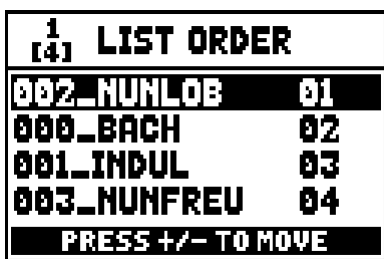 1
[4] LIST ORDER
002_NUNLOB 01
000_BACH 02
001_INDUL 03
003_NUNFREU 04
PRESS +/- TO MOVE